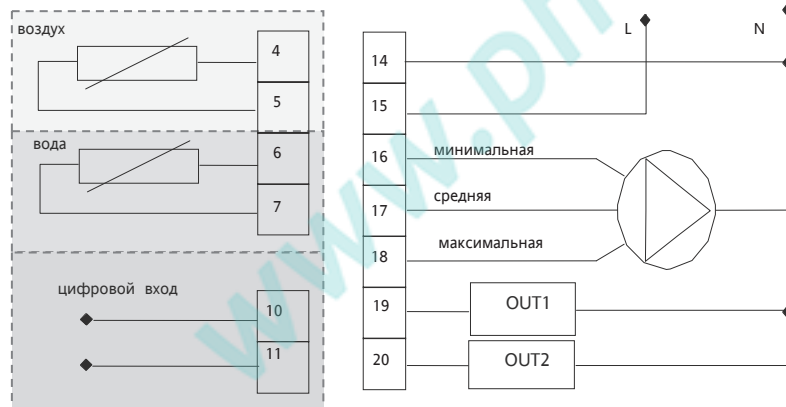 воздух
4
5
вода
6
7
цифровой вход
10
11
L
N
14
15
16
минимальная
17
средняя
18
максимальная
19
OUT1
20
OUT2
www.pn